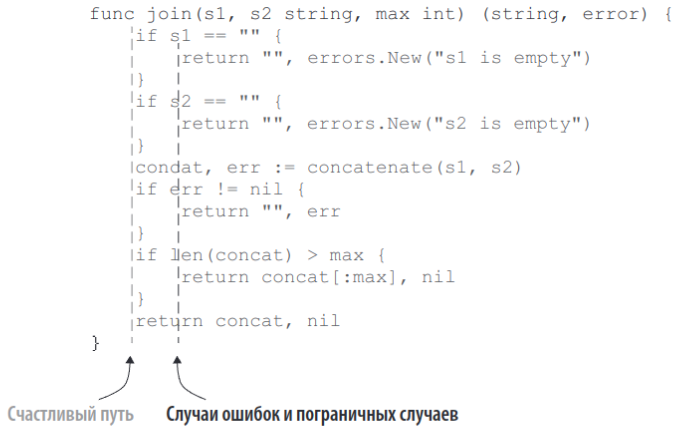 func join(s1, s2 string, max int) (string, error) {
if s1 == "" {
return "", errors.New("s1 is empty")
}
if s2 == "" {
return "", errors.New("s2 is empty")
}
concat, err := concatenate(s1, s2)
if err != nil {
return "", err
}
if len(concat) > max {
return concat[:max], nil
}
return concat, nil
}
Счастливый путь Случаи ошибок и пограничных случаев